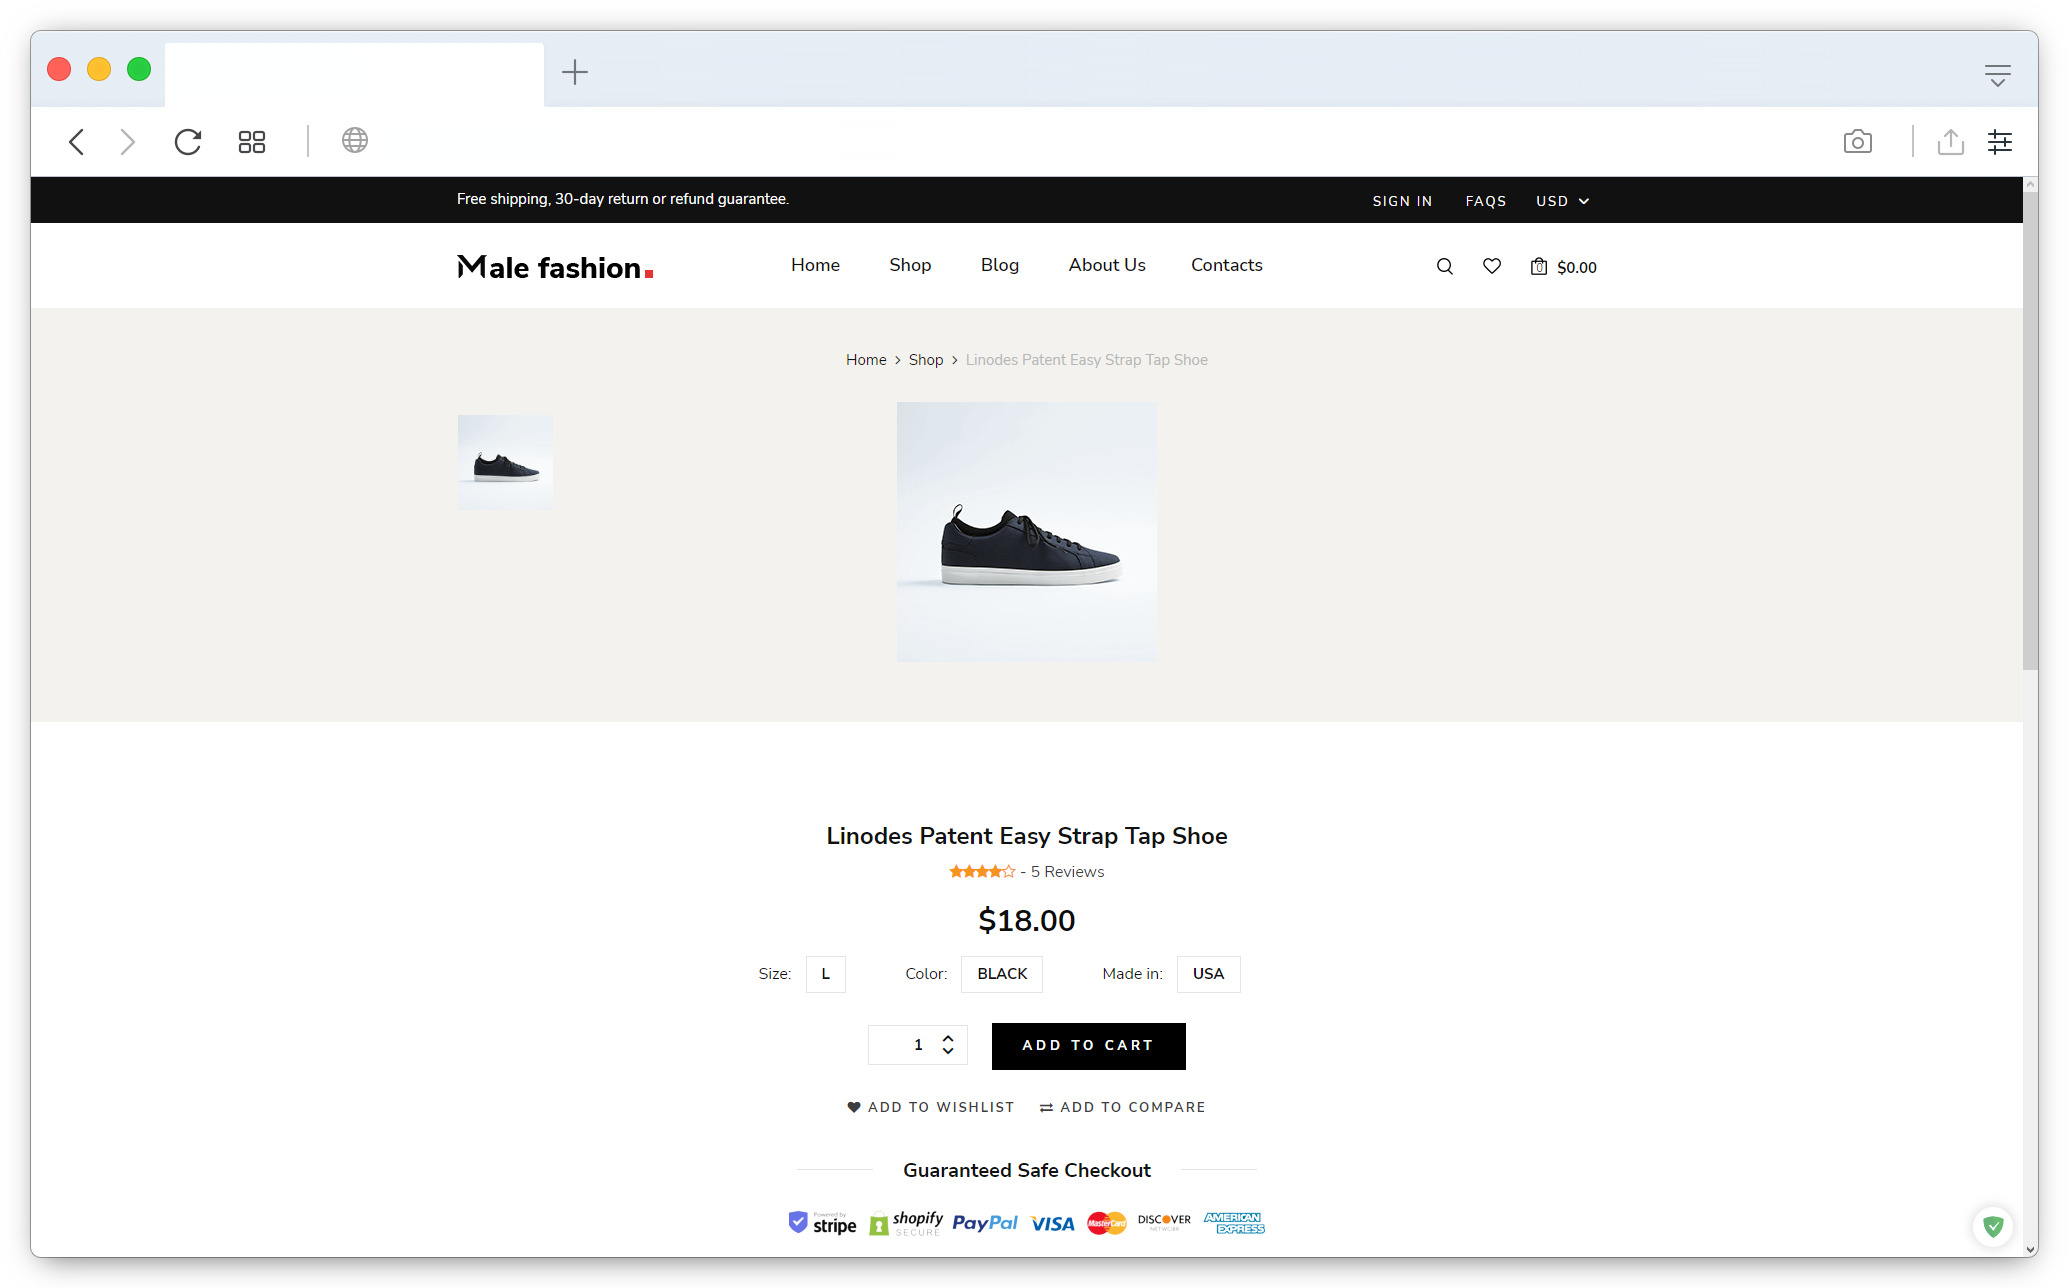 Free shipping, 30-day return or refund guarantee.
SIGN IN FAQS USD
Male fashion.
Home Shop Blog About Us Contacts
0 $0.00
Home > Shop > Linodes Patent Easy Strap Tap Shoe
Linodes Patent Easy Strap Tap Shoe
- 5 Reviews
$18.00
Size: L Color: BLACK Made in: USA
1 ADD TO CART
ADD TO WISHLIST ADD TO COMPARE
Guaranteed Safe Checkout
Powered by
stripe
shopify
SECURE
PayPal
VISA
MasterCard
DISCOVER
NETWORK
AMERICAN
EXPRESS